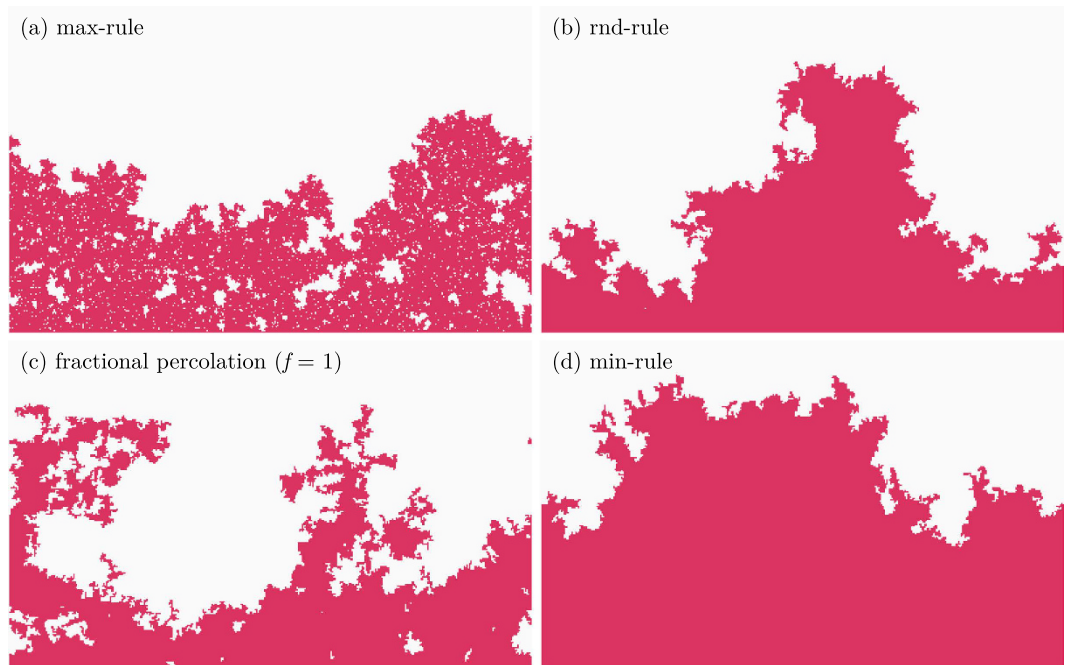 (a) max-rule
(b) rnd-rule
(c) fractional percolation (f = 1)
(d) min-rule